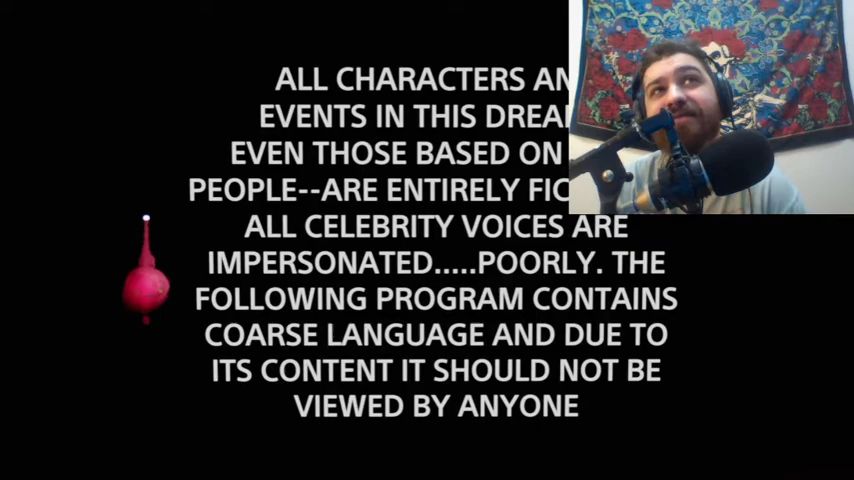 ALL CHARACTERS AN
EVENTS IN THIS DREA
EVEN THOSE BASED ON
PEOPLE--ARE ENTIRELY FIC
ALL CELEBRITY VOICES ARE
IMPERSONATED.....POORLY. THE
FOLLOWING PROGRAM CONTAINS
COARSE LANGUAGE AND DUE TO
ITS CONTENT IT SHOULD NOT BE
VIEWED BY ANYONE